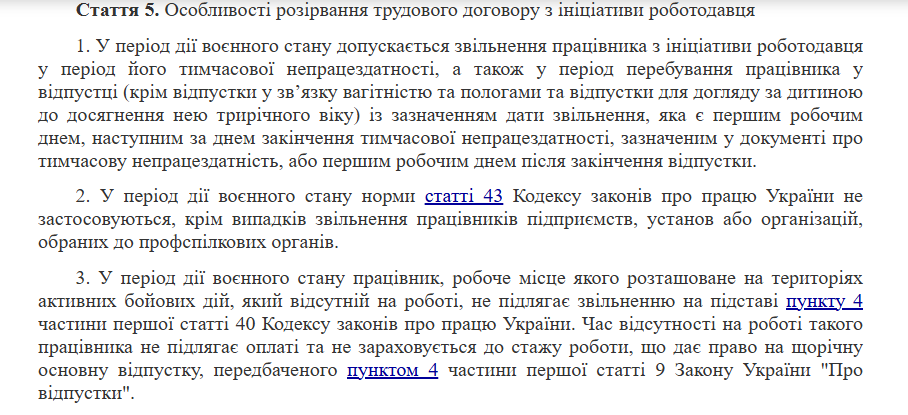 Стаття 5. Особливості розірвання трудового договору з ініціативи роботодавця
1. У період дії воєнного стану допускається звільнення працівника з ініціативи роботодавця
у період його тимчасової непрацездатності, а також у період перебування працівника у
відпустці (крім відпустки у зв’язку вагітністю та пологами та відпустки для догляду за дитиною
до досягнення нею трирічного віку) із зазначенням дати звільнення, яка є першим робочим
днем, наступним за днем закінчення тимчасової непрацездатності, зазначеним у документі про
тимчасову непрацездатність, або першим робочим днем після закінчення відпустки.
2. У період дії воєнного стану норми статті 43 Кодексу законів про працю України не
застосовуються, крім випадків звільнення працівників підприємств, установ або організацій,
обраних до профспілкових органів.
3. У період дії воєнного стану працівник, робоче місце якого розташоване на територіях
активних бойових дій, який відсутній на роботі, не підлягає звільненню на підставі пункту 4
частини першої статті 40 Кодексу законів про працю України. Час відсутності на роботі такого
працівника не підлягає оплаті та не зараховується до стажу роботи, що дає право на щорічну
основну відпустку, передбаченого пунктом 4 частини першої статті 9 Закону України "Про
відпустки".